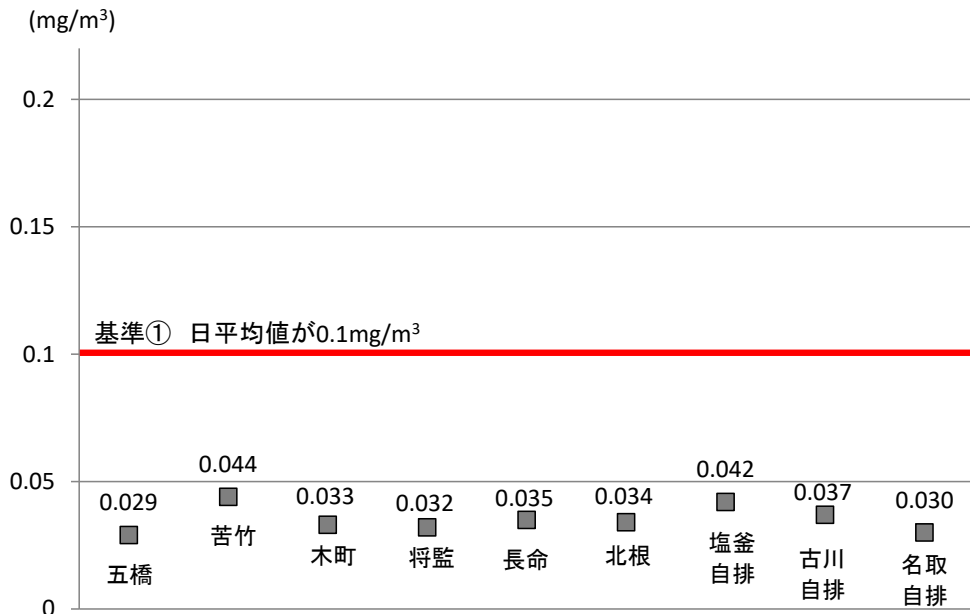 (mg/m³)
0.2
0.15
基準① 日平均値が0.1mg/m³
0.1
0.05
0
0.029
0.044
0.033
0.032
0.035
0.034
0.042
0.037
0.030
五橋
苦竹
木町
将監
長命
北根
塩釜
自排
古川
自排
名取
自排